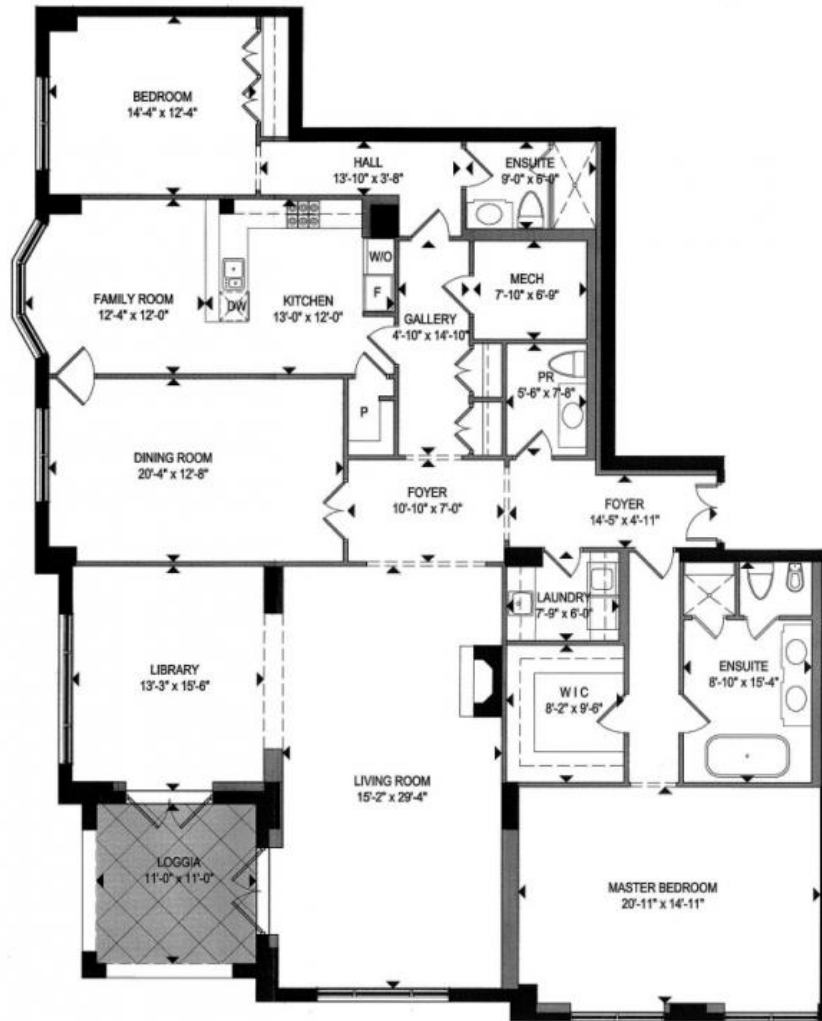 BEDROOM
14'-4" x 12'-4"
HALL
13'-10" x 3'-8"
ENSUITE
9'-0" x 6'-0"
FAMILY ROOM
12'-4" x 12'-0"
DW
KITCHEN
13'-0" x 12'-0"
W/O
F
GALLERY
4'-10" x 14'-10"
MECH
7'-10" x 6'-9"
PR
5'-6" x 7'-8"
P
DINING ROOM
20'-4" x 12'-8"
FOYER
10'-10" x 7'-0"
FOYER
14'-5" x 4'-11"
LAUNDRY
7'-9" x 6'-0"
LIBRARY
13'-3" x 15'-6"
ENSUITE
8'-10" x 15'-4"
W I C
8'-2" x 9'-6"
LIVING ROOM
15'-2" x 29'-4"
LOGGIA
11'-0" x 11'-0"
MASTER BEDROOM
20'-11" x 14'-11"